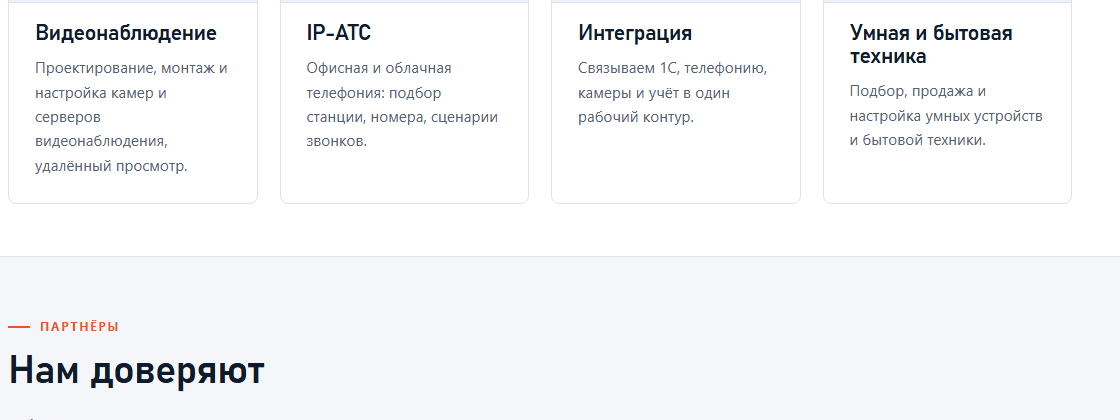 Видеонаблюдение
Проектирование, монтаж и
настройка камер и
серверов
видеонаблюдения,
удалённый просмотр.
IP-АТС
Офисная и облачная
телефония: подбор
станции, номера, сценарии
звонков.
Интеграция
Связываем 1С, телефонию,
камеры и учёт в один
рабочий контур.
Умная и бытовая
техника
Подбор, продажа и
настройка умных устройств
и бытовой техники.
ПАРТНЁРЫ
Нам доверяют